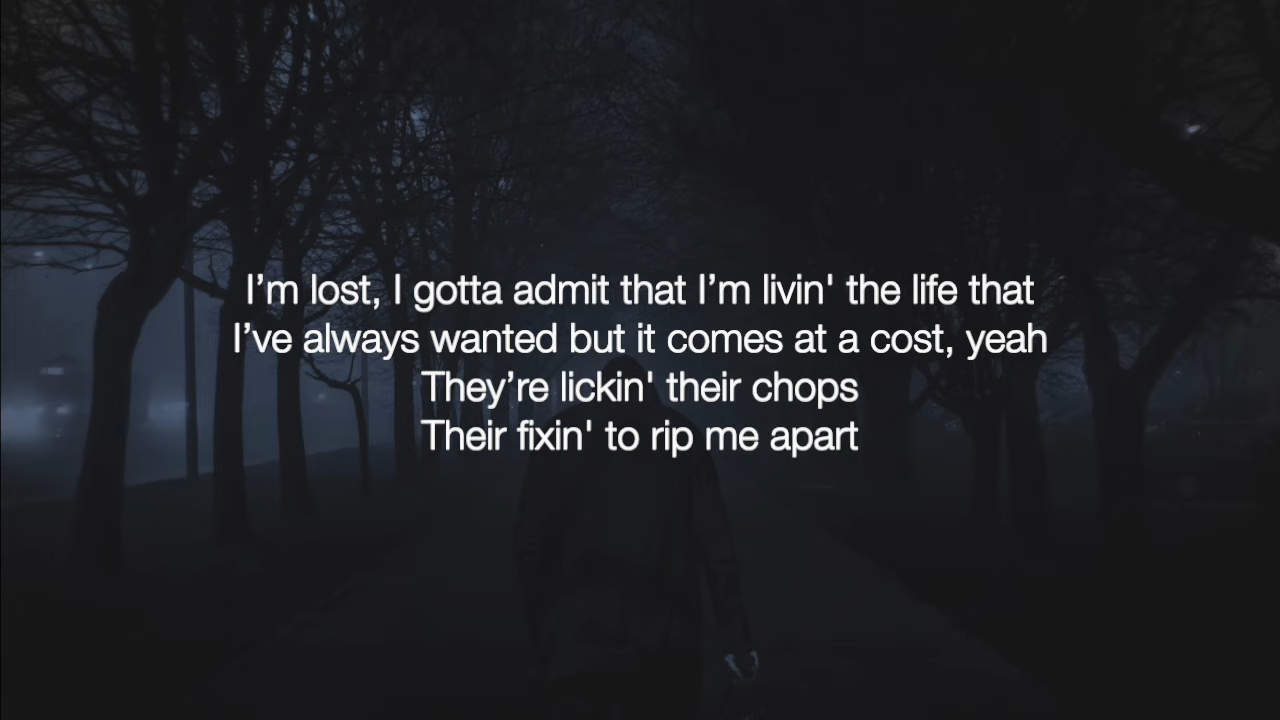 I’m lost, I gotta admit that I’m livin' the life that
I’ve always wanted but it comes at a cost, yeah
They’re lickin' their chops
Their fixin' to rip me apart